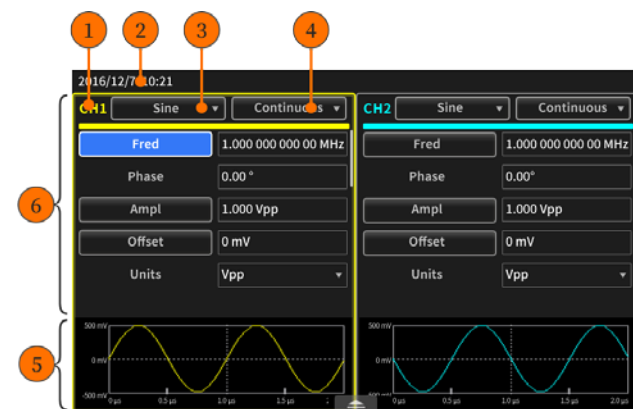 1 2 3 4
2016/12/7 10:21
CH1 Sine Continuous CH2 Sine Continuous
Fred 1.000 000 000 00 MHz Fred 1.000 000 000 00 MHz
6
Phase 0.00 ° Phase 0.00°
Ampl 1.000 Vpp Ampl 1.000 Vpp
Offset 0 mV Offset 0 mV
Units Vpp Units Vpp
500 mV 500 mV
5
0 mV 0 mV
-500 mV
0 μs 0.5 μs 1.0 μs 1.5 μs 0 μs 0.5 μs 1.0 μs 1.5 μs 2.0 μs